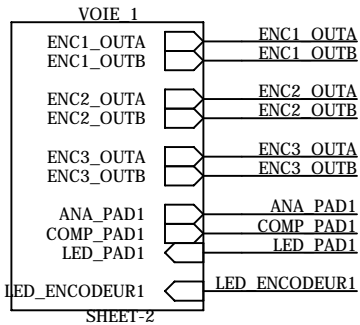 VOIE_1
ENC1_OUTA ENC1_OUTA
ENC1_OUTB ENC1_OUTB
ENC2_OUTA ENC2_OUTA
ENC2_OUTB ENC2_OUTB
ENC3_OUTA ENC3_OUTA
ENC3_OUTB ENC3_OUTB
ANA_PAD1 ANA_PAD1
COMP_PAD1 COMP_PAD1
LED_PAD1 LED_PAD1
LED_ENCODEUR1 LED_ENCODEUR1
SHEET-2